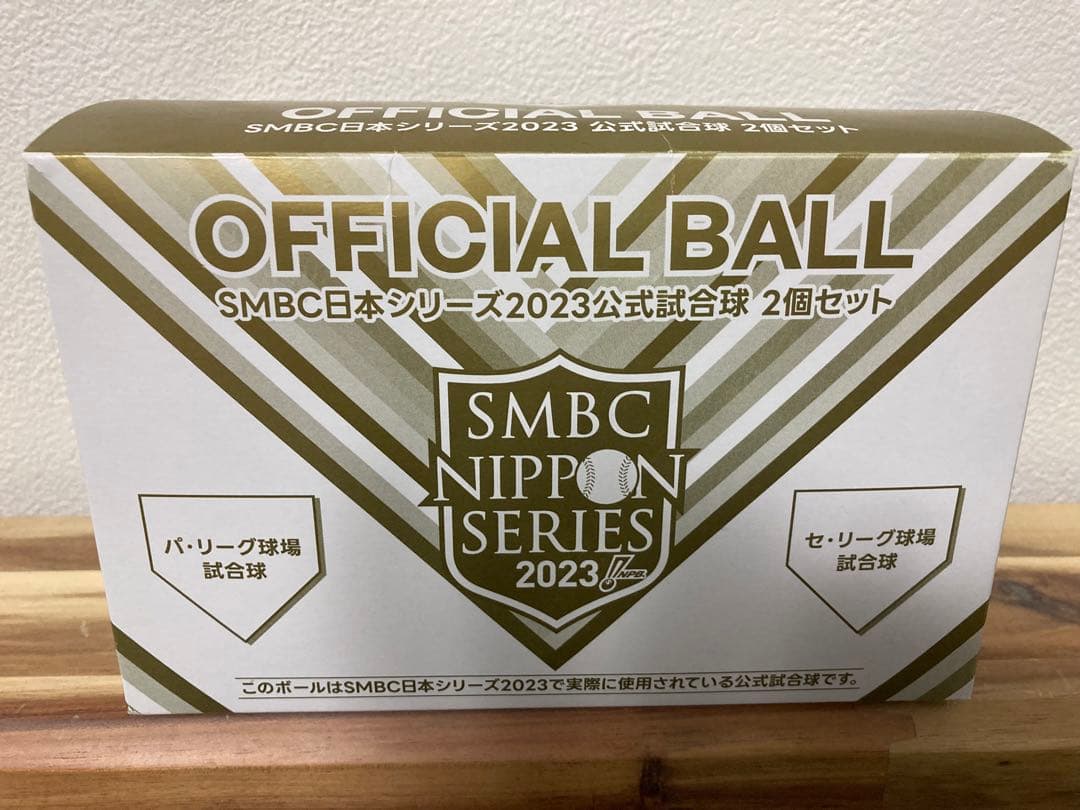 OFFICIAL BALL
SMBC日本シリーズ2023 公式試合球 2個セット
OFFICIAL BALL
SMBC日本シリーズ2023公式試合球 2個セット
SMBC
NIPPON
SERIES
2023
NPB
パ・リーグ球場
試合球
セ・リーグ球場
試合球
このボールはSMBC日本シリーズ2023で実際に使用されている公式試合球です。